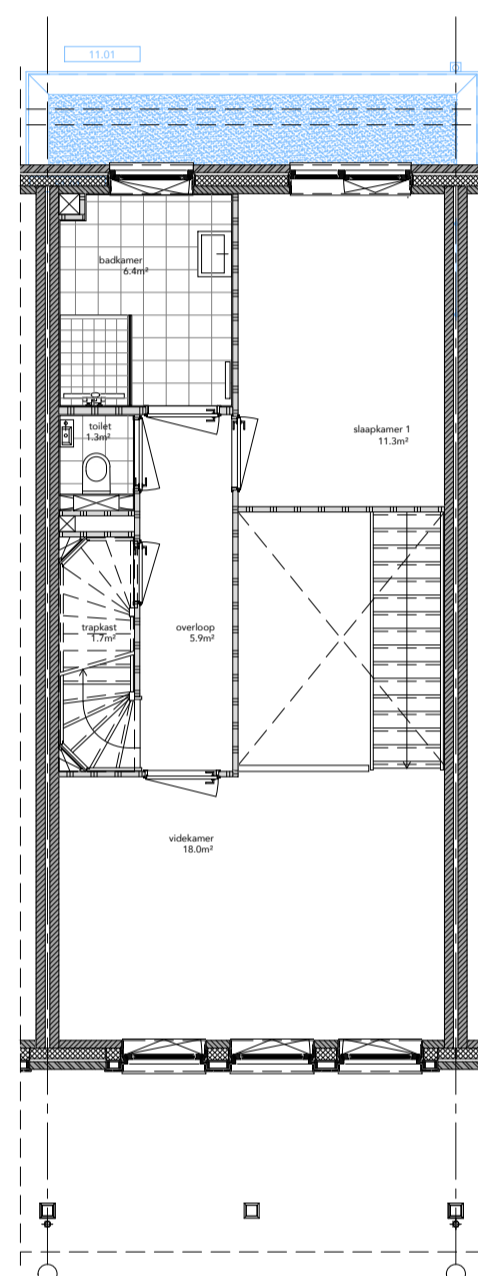 11.01
badkamer
6.4m²
toilet
1.3m²
slaapkamer 1
11.3m²
trapkast
1.7m²
overloop
5.9m²
videkamer
18.0m²